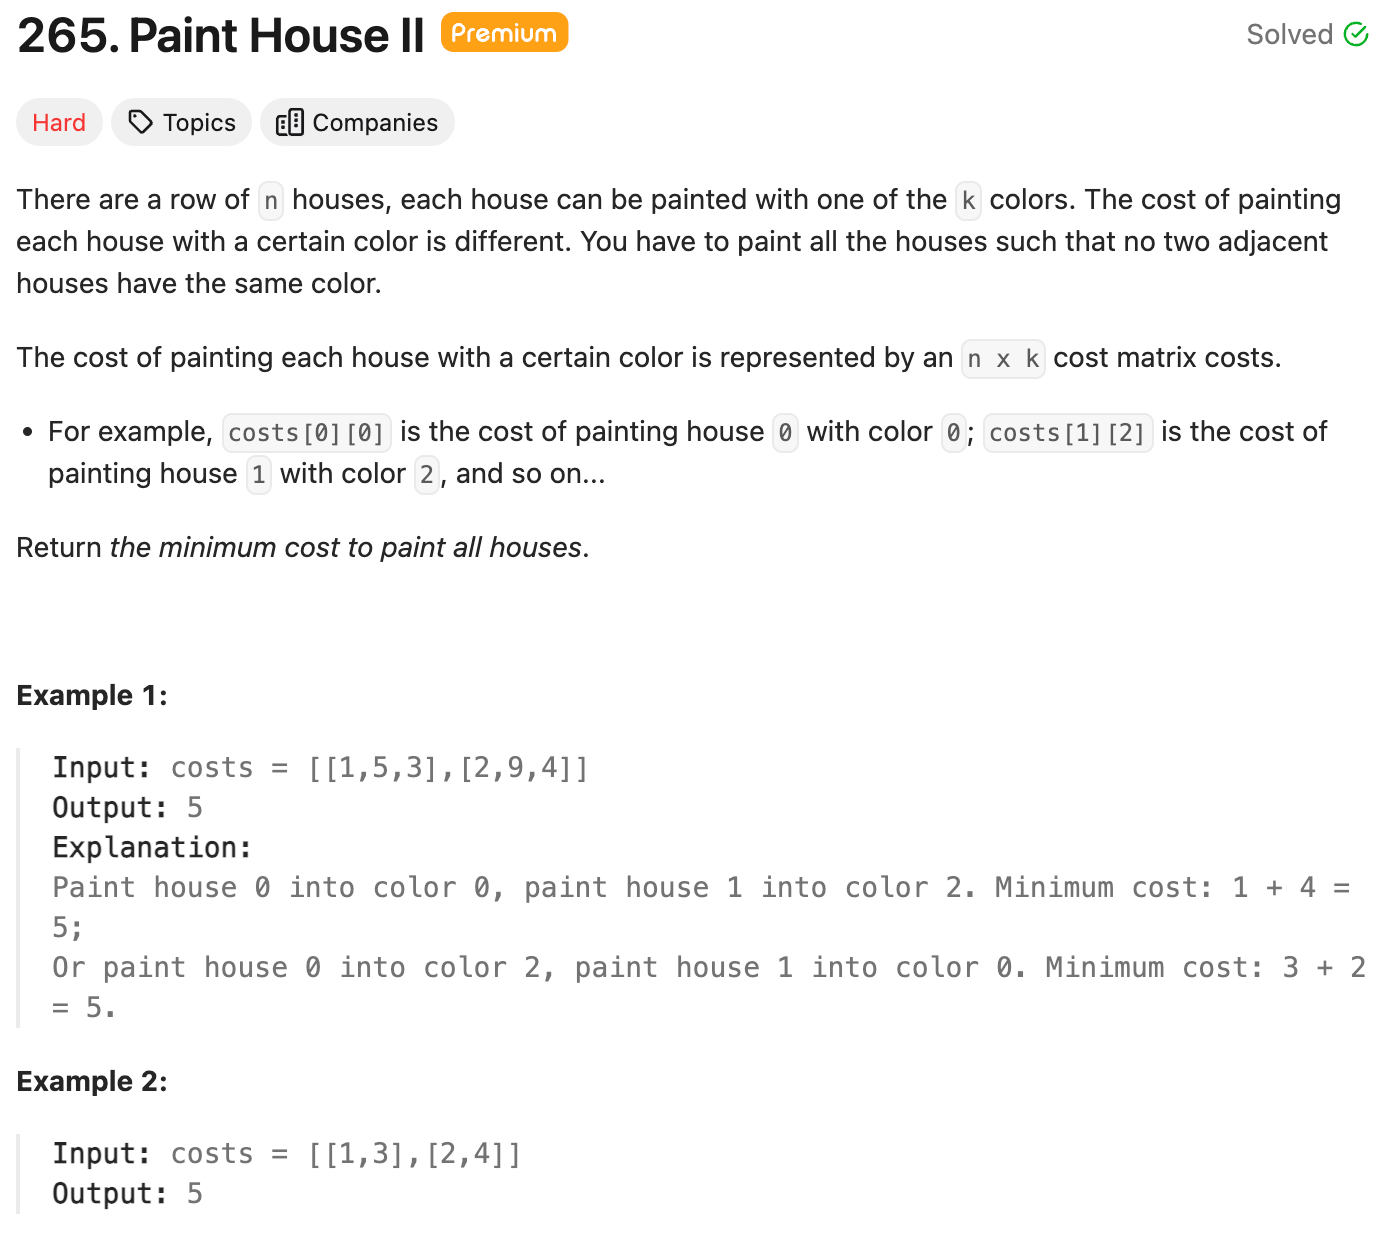 265. Paint House II Premium Solved
Hard Topics Companies
There are a row of n houses, each house can be painted with one of the k colors. The cost of painting
each house with a certain color is different. You have to paint all the houses such that no two adjacent
houses have the same color.
The cost of painting each house with a certain color is represented by an n x k cost matrix costs.
• For example, costs[0][0] is the cost of painting house 0 with color 0; costs[1][2] is the cost of
painting house 1 with color 2, and so on...
Return the minimum cost to paint all houses.
Example 1:
Input: costs = [[1,5,3],[2,9,4]]
Output: 5
Explanation:
Paint house 0 into color 0, paint house 1 into color 2. Minimum cost: 1 + 4 =
5;
Or paint house 0 into color 2, paint house 1 into color 0. Minimum cost: 3 + 2
= 5.
Example 2:
Input: costs = [[1,3],[2,4]]
Output: 5